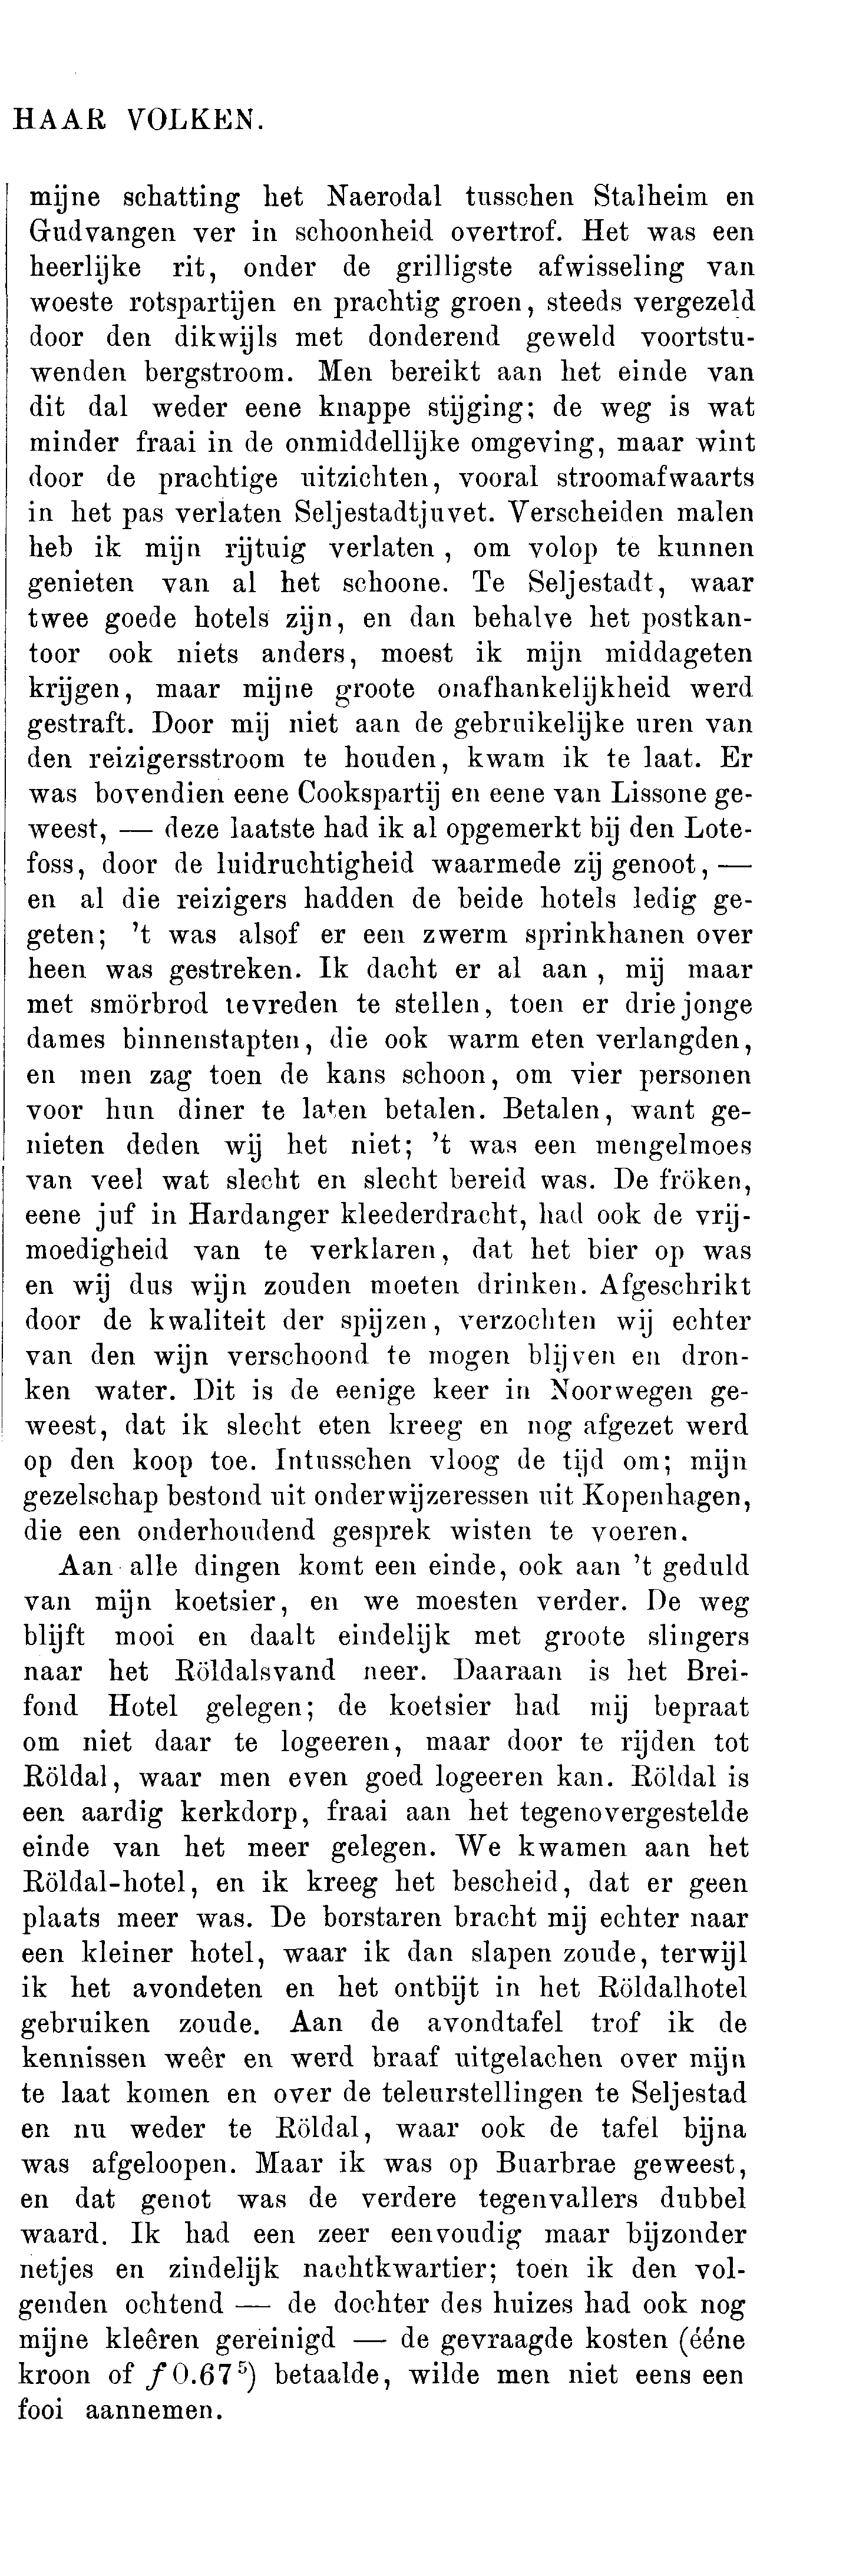 HAAR VOLKEN.
mijne schatting het Naerodal tusschen Stalheim en
Gudvangen ver in schoonheid overtrof. Het was een
heerlijke rit, onder de grilligste afwisseling van
woeste rotspartijen en prachtig groen, steeds vergezeld
door den dikwijls met donderend geweld voortstu-
wenden bergstroom. Men bereikt aan het einde van
dit dal weder eene knappe stijging; de weg is wat
minder fraai in de onmiddellijke omgeving, maar wint
door de prachtige uitzichten, vooral stroomafwaarts
in het pas verlaten Seljestadtjuvet. Verscheiden malen
heb ik mijn rijtuig verlaten, om volop te kunnen
genieten van al het schoone. Te Seljestadt, waar
twee goede hotels zijn, en dan behalve het postkan-
toor ook niets anders, moest ik mijn middageten
krijgen, maar mijne groote onafhankelijkheid werd
gestraft. Door mij niet aan de gebruikelijke uren van
den reizigersstroom te houden, kwam ik te laat. Er
was bovendien eene Cookspartij en eene van Lissone ge-
weest, — deze laatste had ik al opgemerkt bij den Lote-
foss, door de luidruchtigheid waarmede zij genoot, —
en al die reizigers hadden de beide hotels ledig ge-
geten; 't was alsof er een zwerm sprinkhanen over
heen was gestreken. Ik dacht er al aan, mij maar
met smörbrod tevreden te stellen, toen er drie jonge
dames binnenstapten, die ook warm eten verlangden,
en men zag toen de kans schoon, om vier personen
voor hun diner te laten betalen. Betalen, want ge-
nieten deden wij het niet; 't was een mengelmoes
van veel wat slecht en slecht bereid was. De fröken,
eene juf in Hardanger kleederdracht, had ook de vrij-
moedigheid van te verklaren, dat het bier op was
en wij dus wijn zouden moeten drinken. Afgeschrikt
door de kwaliteit der spijzen, verzochten wij echter
van den wijn verschoond te mogen blijven en dron-
ken water. Dit is de eenige keer in Noorwegen ge-
weest, dat ik slecht eten kreeg en nog afgezet werd
op den koop toe. Intusschen vloog de tijd om; mijn
gezelschap bestond uit onderwijzeressen uit Kopenhagen,
die een onderhoudend gesprek wisten te voeren.
Aan alle dingen komt een einde, ook aan 't geduld
van mijn koetsier, en we moesten verder. De weg
blijft mooi en daalt eindelijk met groote slingers
naar het Röldalsvand neer. Daaraan is het Brei-
fond Hotel gelegen; de koetsier had mij bepraat
om niet daar te logeeren, maar door te rijden tot
Röldal, waar men even goed logeeren kan. Röldal is
een aardig kerkdorp, fraai aan het tegenovergestelde
einde van het meer gelegen. We kwamen aan het
Röldal-hotel, en ik kreeg het bescheid, dat er geen
plaats meer was. De borstaren bracht mij echter naar
een kleiner hotel, waar ik dan slapen zoude, terwijl
ik het avondeten en het ontbijt in het Röldalhotel
gebruiken zoude. Aan de avondtafel trof ik de
kennissen weêr en werd braaf uitgelachen over mijn
te laat komen en over de teleurstellingen te Seljestad
en nu weder te Röldal, waar ook de tafel bijna
was afgeloopen. Maar ik was op Buarbrae geweest,
en dat genot was de verdere tegenvallers dubbel
waard. Ik had een zeer eenvoudig maar bijzonder
netjes en zindelijk nachtkwartier; toen ik den vol-
genden ochtend — de dochter des huizes had ook nog
mijne kleêren gereinigd — de gevraagde kosten (ééne
kroon of ƒ 0.67⁵) betaalde, wilde men niet eens een
fooi aannemen.